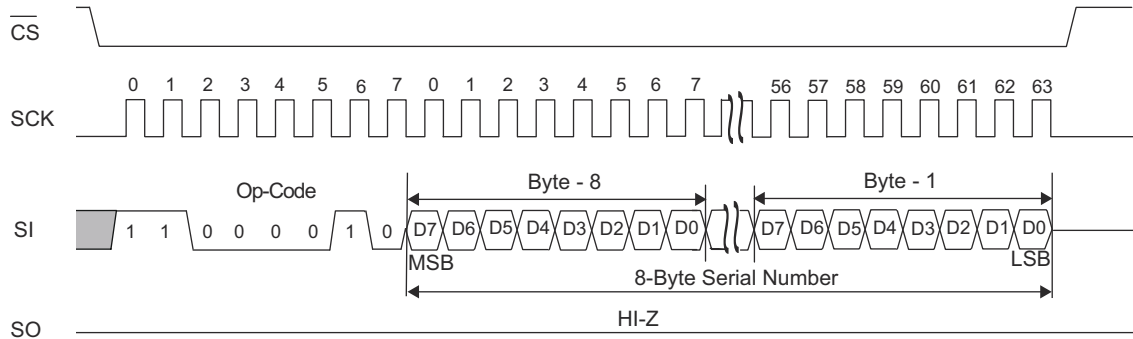 CS
0 1 2 3 4 5 6 7 0 1 2 3 4 5 6 7 56 57 58 59 60 61 62 63
SCK
Op-Code Byte - 8 Byte - 1
SI 1 1 0 0 0 0 1 0 D7 D6 D5 D4 D3 D2 D1 D0 D7 D6 D5 D4 D3 D2 D1 D0
MSB LSB
8-Byte Serial Number
HI-Z
SO